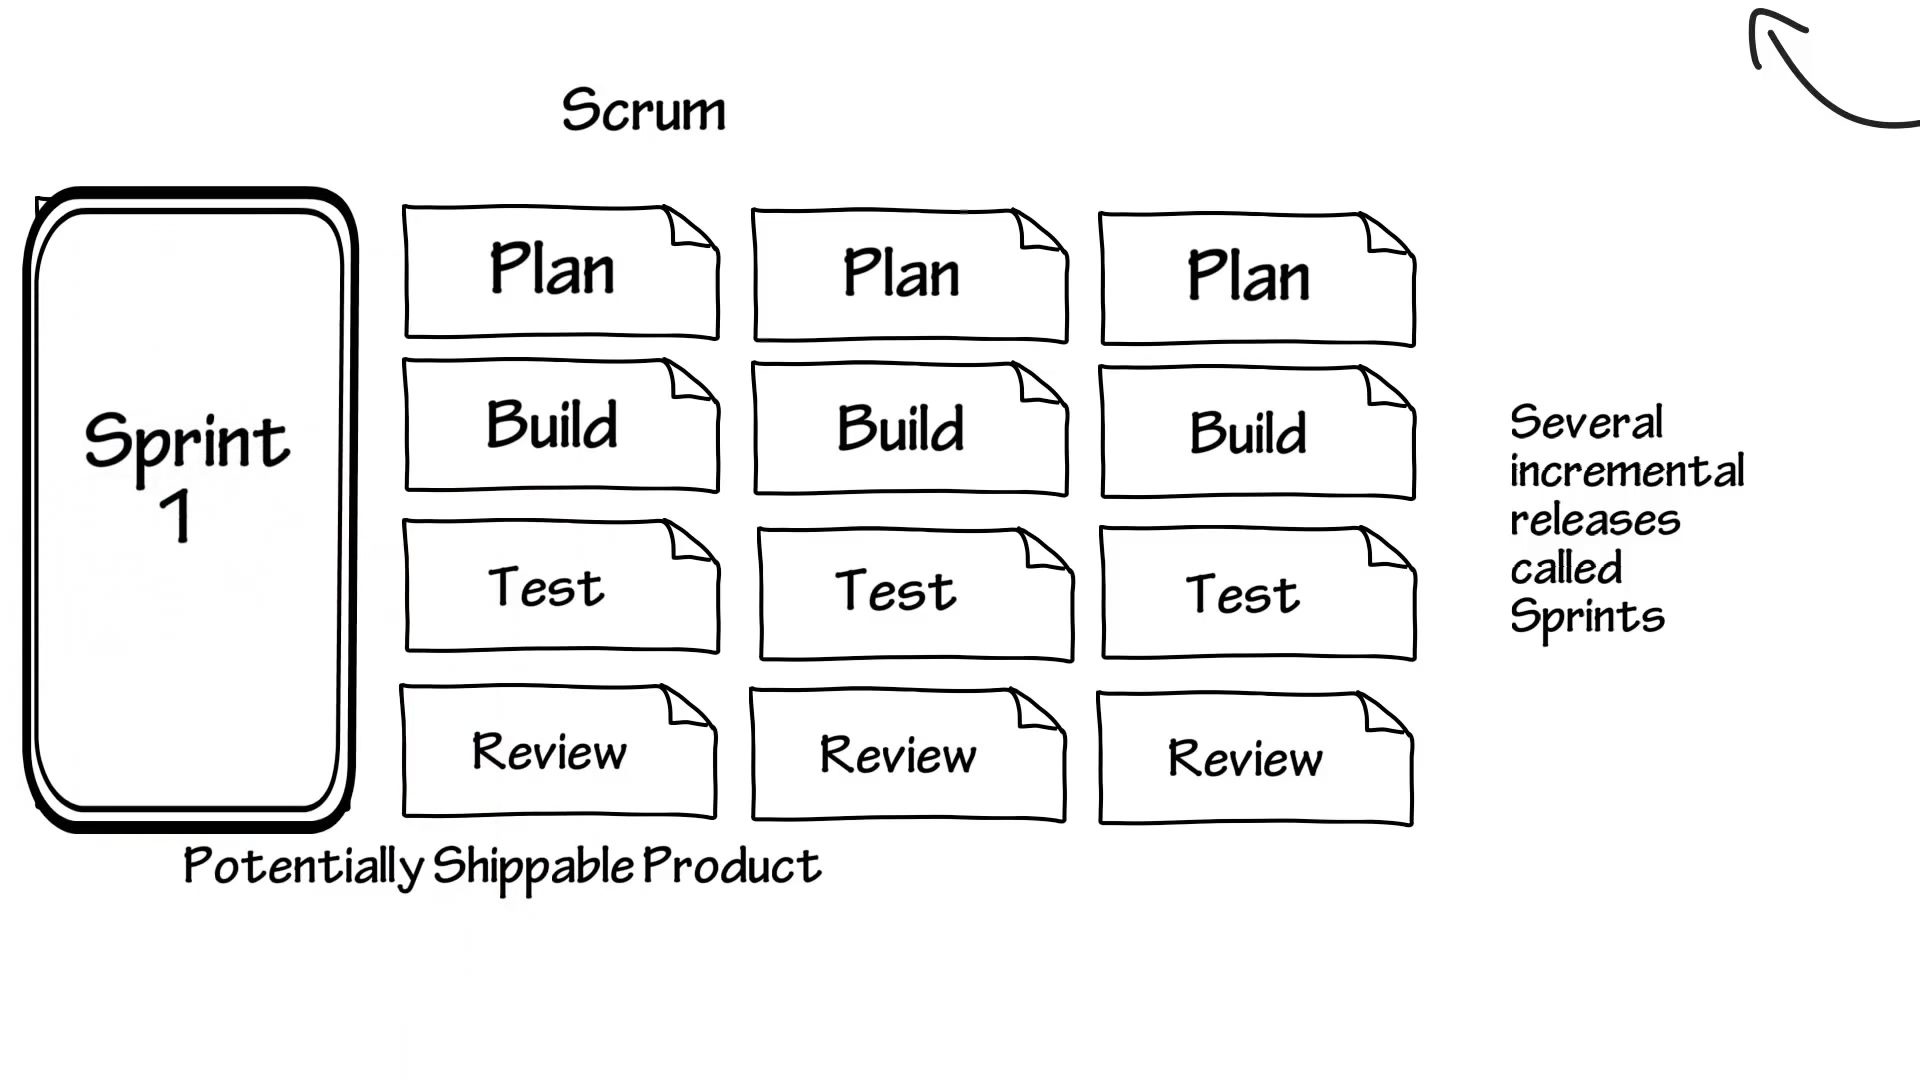 Scrum
Sprint
1
Plan Plan Plan
Build Build Build
Test Test Test
Review Review Review
Several
incremental
releases
called
Sprints
Potentially Shippable Product